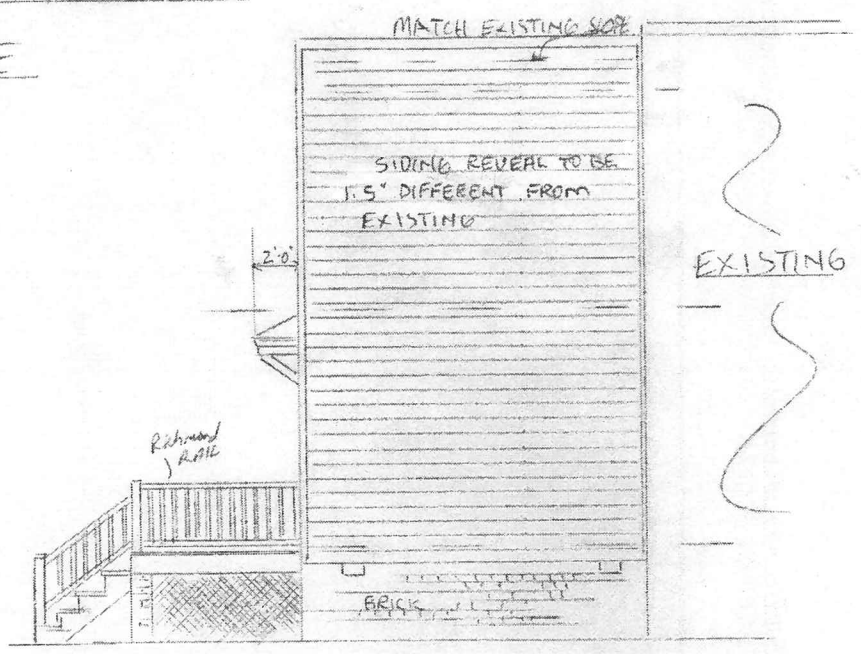 E
MATCH EXISTING SLOPE
SIDING REVEAL TO BE
1.5" DIFFERENT FROM
EXISTING
2'-0"
EXISTING
Richmond
RAIL
BRICK